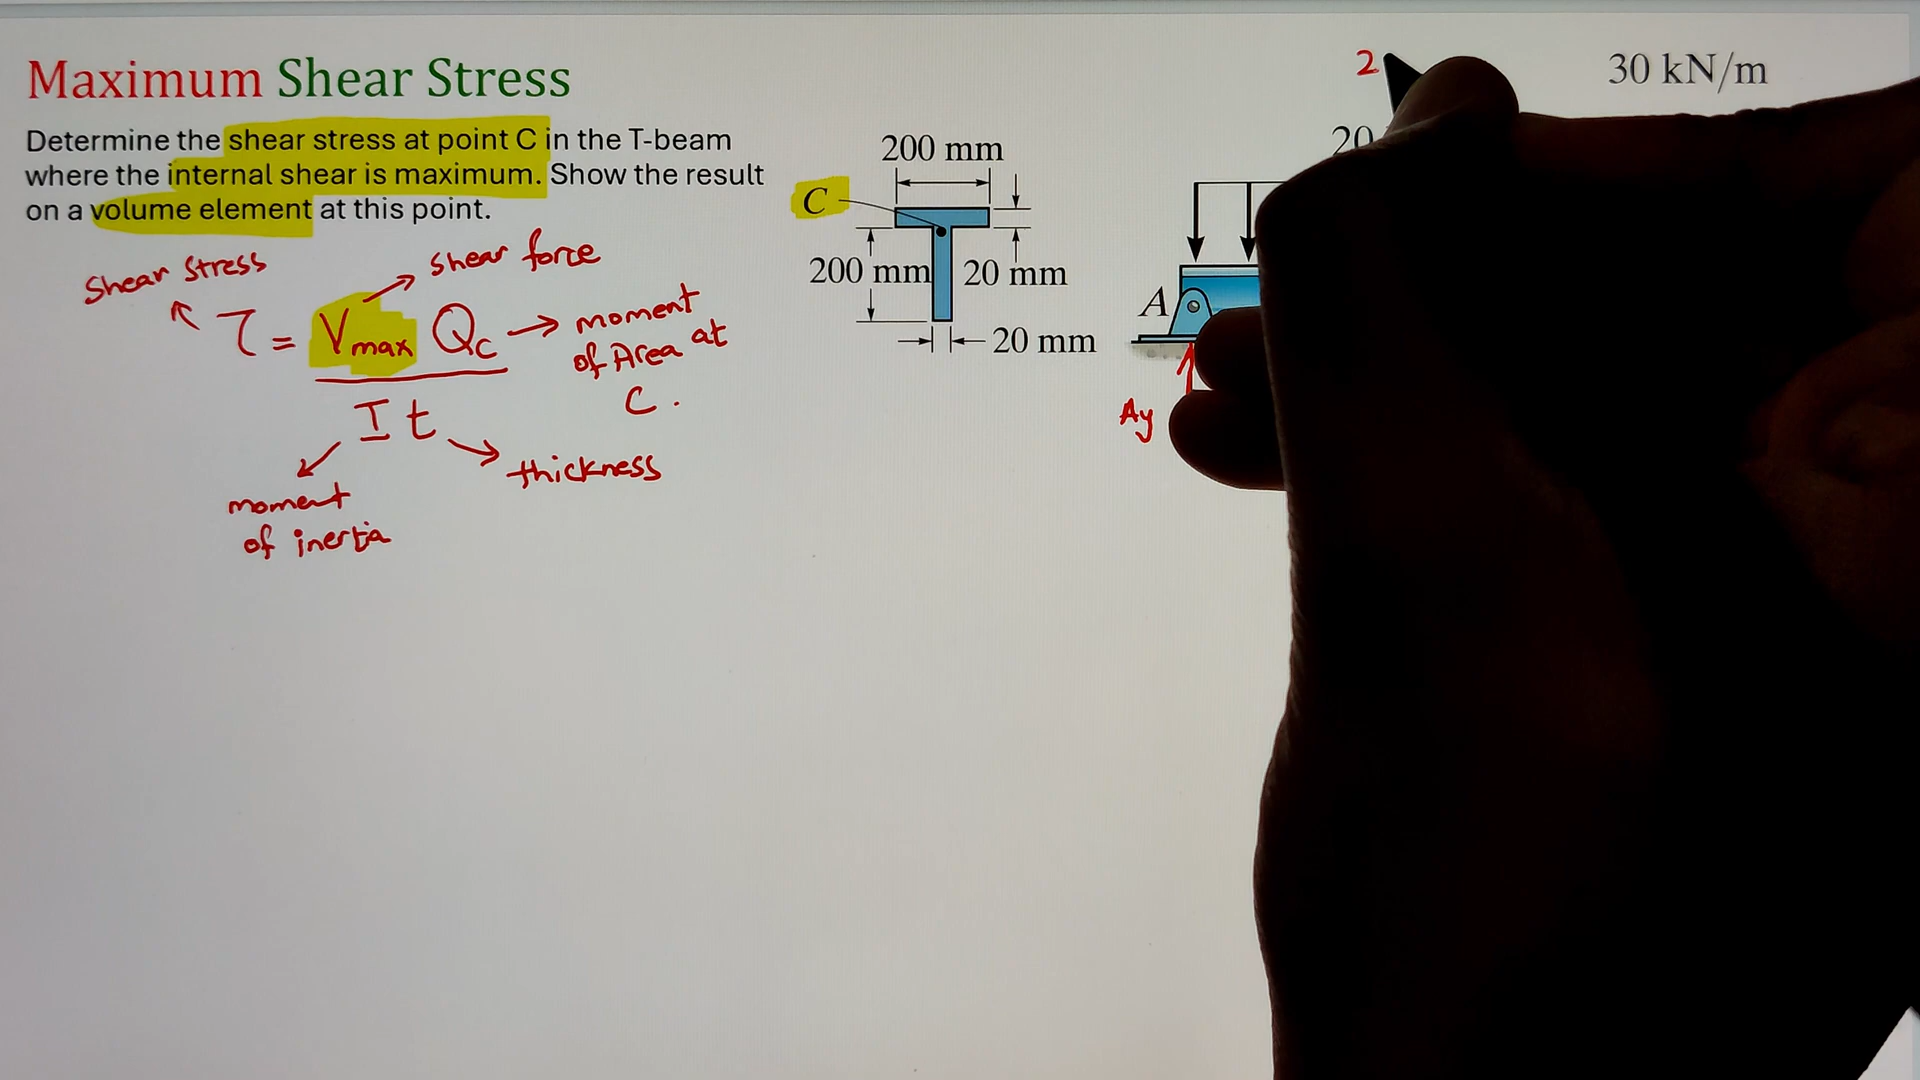 Maximum Shear Stress
Determine the shear stress at point C in the T-beam
where the internal shear is maximum. Show the result
on a volume element at this point.
Shear Stress
shear force
τ = Vmax Qc
moment
of Area at
C.
I t
thickness
moment
of inertia
200 mm
C
200 mm
20 mm
20 mm
2
30 kN/m
20
A
Ay